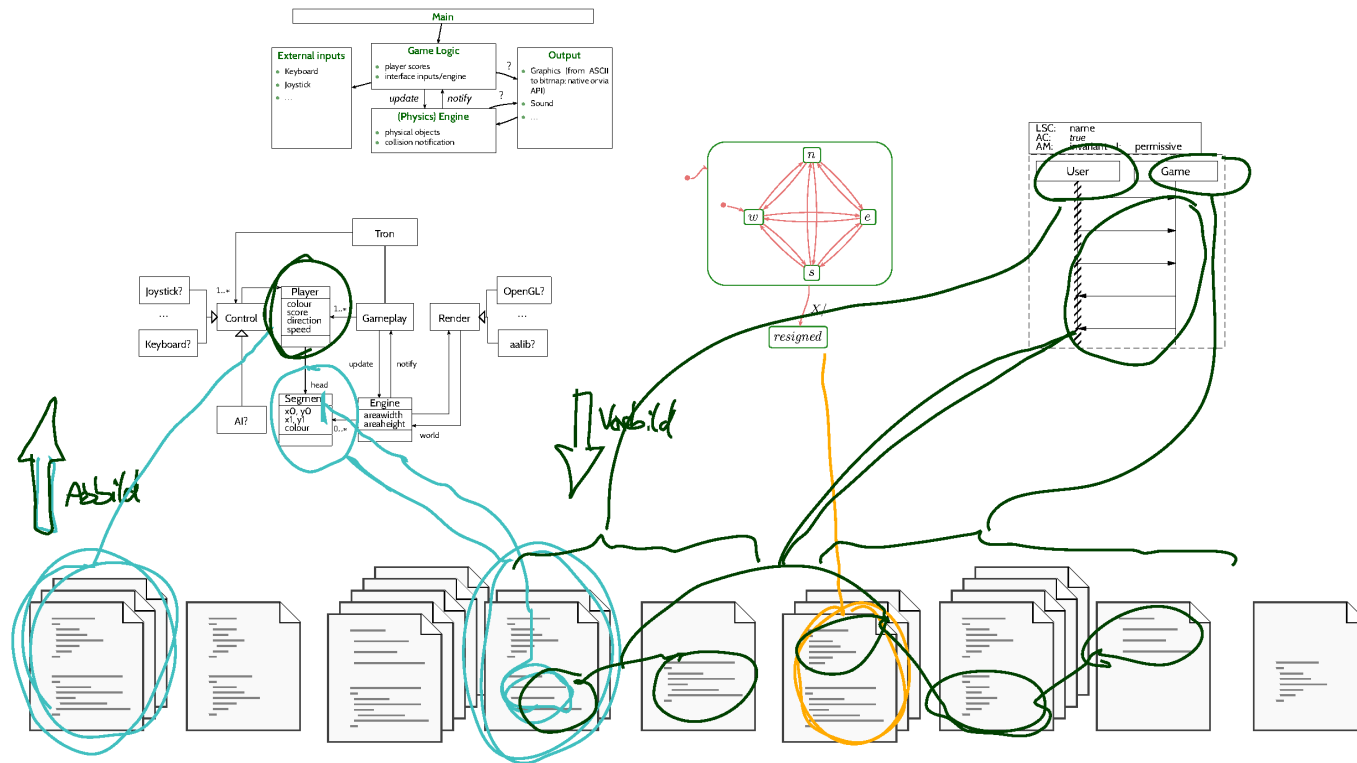 Main
External inputs
Keyboard
Joystick
...
Game Logic
player scores
interface inputs/engine
update
notify
(Physics) Engine
physical objects
collision notification
?
?
Output
Graphics (from ASCII
to bitmap; native or via
API)
Sound
...
Tron
Joystick?
...
Keyboard?
Control
1..*
AI?
Player
colour
score
direction
speed
1..*
Gameplay
Render
OpenGL?
...
aalib?
update
notify
head
Segment
x0, y0
x1, y1
colour
0..*
Engine
areawidth
areaheight
world
n
w
e
s
X/
resigned
LSC: name
AC: true
AM: invariant I: permissive
User
Game
Abbild
Vorbild